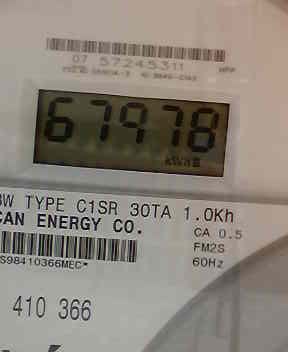 07 57245311
67978
kWh
3W TYPE C1SR 30TA 1.0Kh
CAN ENERGY CO.
CA 0.5
FM2S
60Hz
S98410366MEC*
410 366